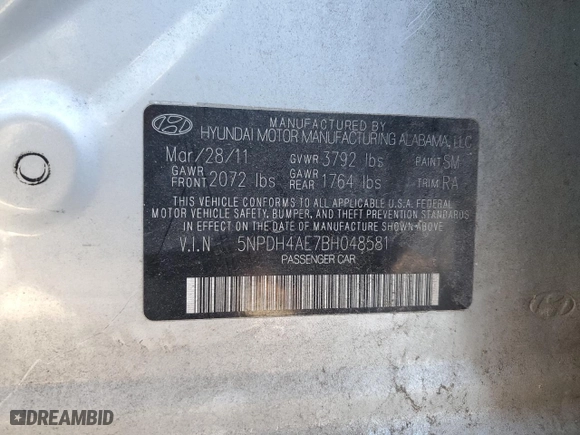 MANUFACTURED BY
HYUNDAI MOTOR MANUFACTURING ALABAMA, LLC
Mar/28/11 GVWR 3792 lbs PAINT SM
GAWR FRONT 2072 lbs GAWR REAR 1764 lbs TRIM RA
THIS VEHICLE CONFORMS TO ALL APPLICABLE U.S.A. FEDERAL
MOTOR VEHICLE SAFETY, BUMPER, AND THEFT PREVENTION STANDARDS
IN EFFECT ON THE DATE OF MANUFACTURE SHOWN ABOVE
V.I.N 5NPDH4AE7BH048581
PASSENGER CAR
DREAMBID